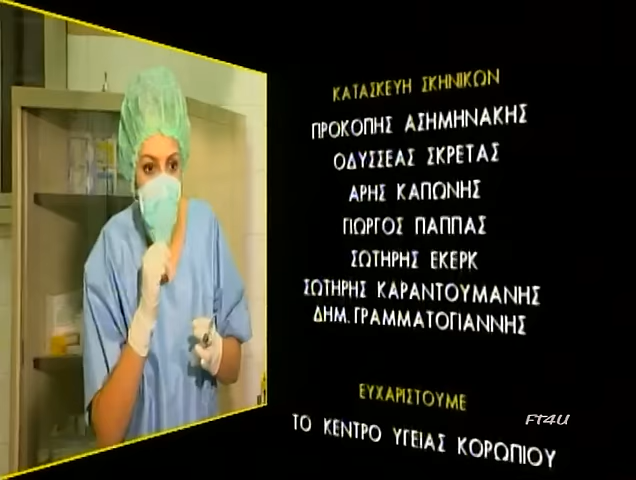 ΚΑΤΑΣΚΕΥΗ ΣΚΗΝΙΚΩΝ
ΠΡΟΚΟΠΗΣ ΑΣΗΜΗΝΑΚΗΣ
ΟΔΥΣΣΕΑΣ ΣΚΡΕΤΑΣ
ΑΡΗΣ ΚΑΠΩΝΗΣ
ΓΙΩΡΓΟΣ ΠΑΠΠΑΣ
ΣΩΤΗΡΗΣ ΕΚΕΡΚ
ΣΩΤΗΡΗΣ ΚΑΡΑΝΤΟΥΜΑΝΗΣ
ΔΗΜ. ΓΡΑΜΜΑΤΟΓΙΑΝΝΗΣ
ΕΥΧΑΡΙΣΤΟΥΜΕ
ΤΟ ΚΕΝΤΡΟ ΥΓΕΙΑΣ ΚΟΡΩΠΙΟΥ
FT4U